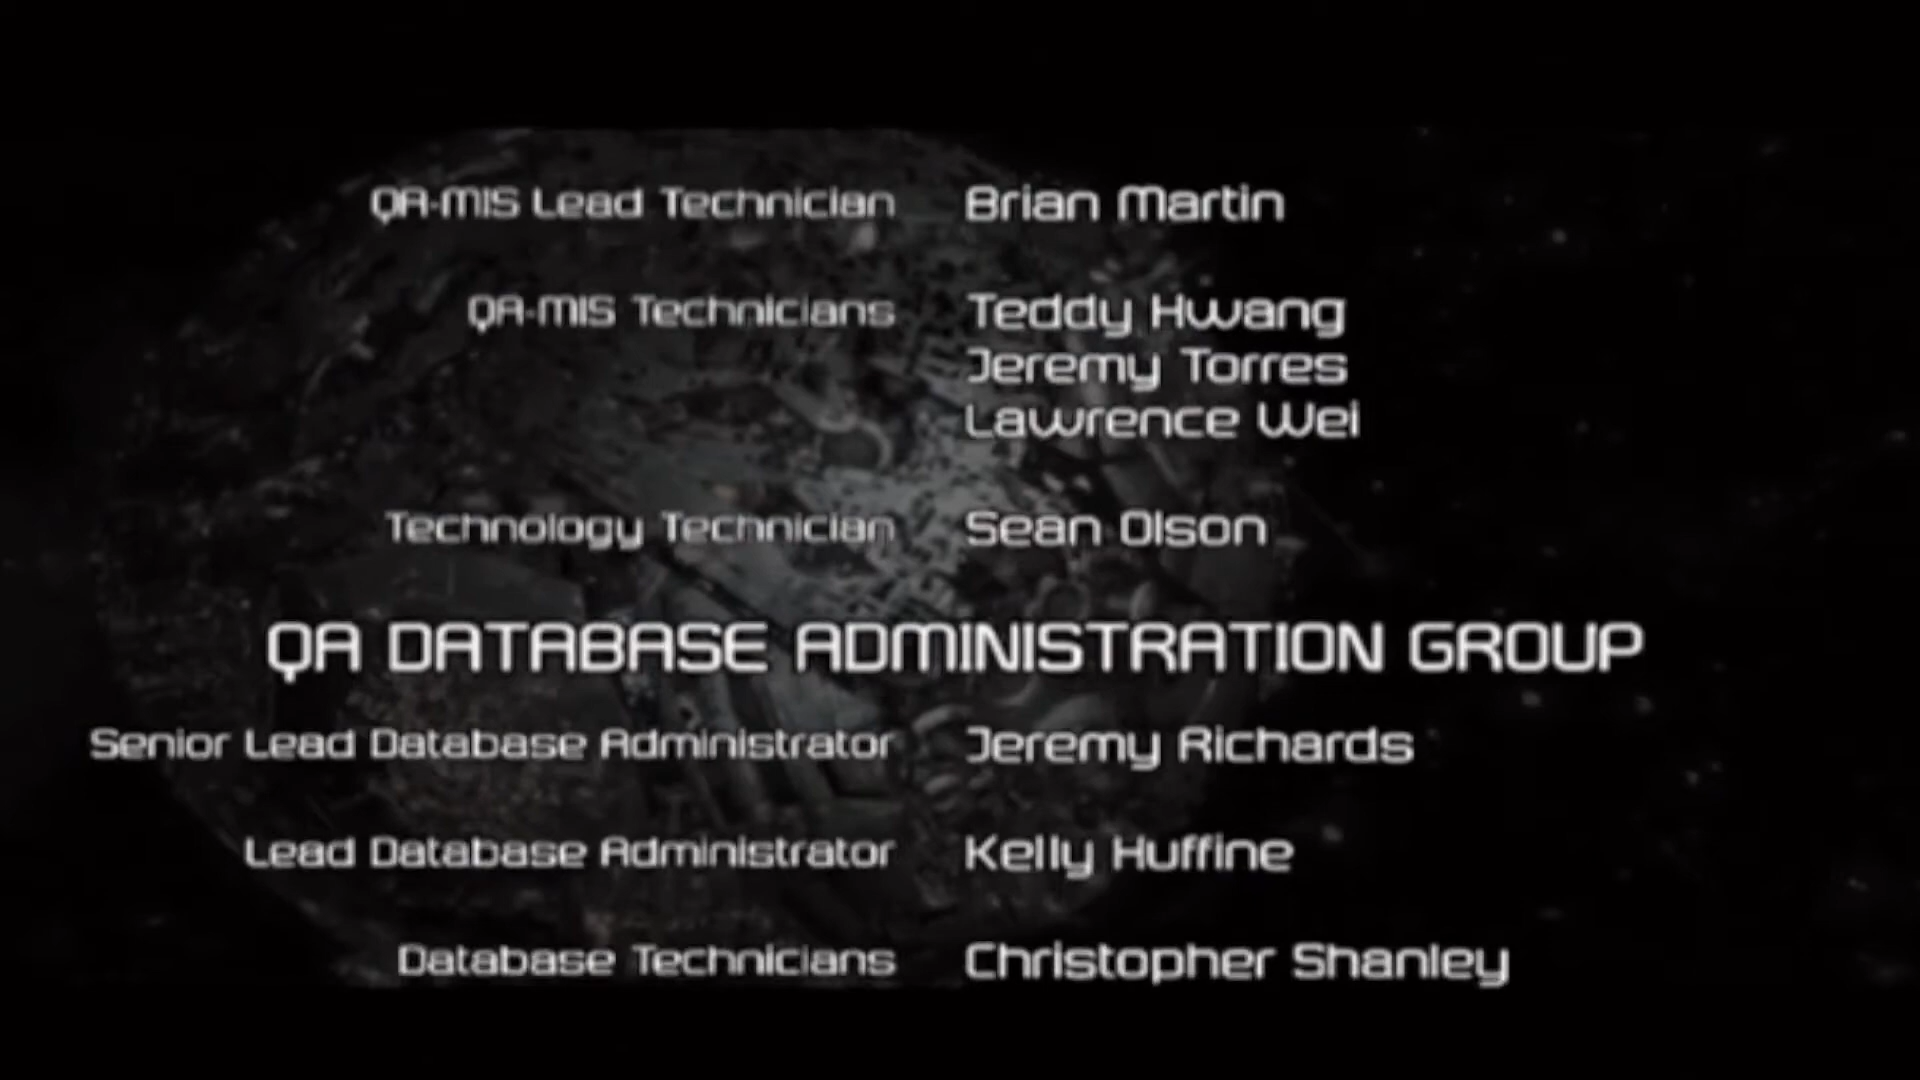 QA-MIS Lead Technician Brian Martin
QA-MIS Technicians Teddy Hwang
Jeremy Torres
Lawrence Wei
Technology Technician Sean Olson
QA DATABASE ADMINISTRATION GROUP
Senior Lead Database Administrator Jeremy Richards
Lead Database Administrator Kelly Huffine
Database Technicians Christopher Shanley